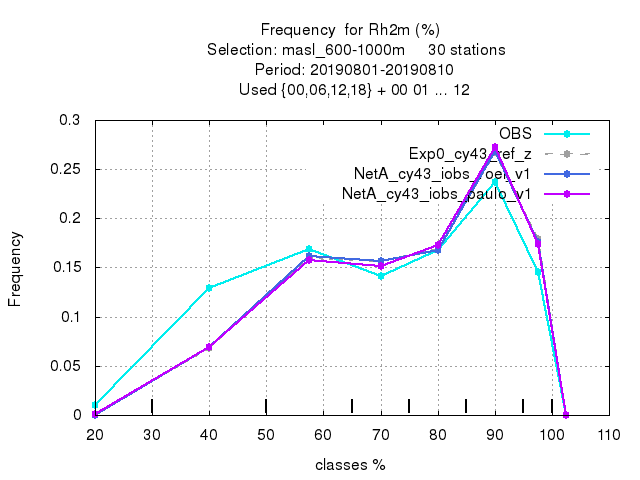 Frequency for Rh2m (%)
Selection: masl_600-1000m 30 stations
Period: 20190801-20190810
Used {00,06,12,18} + 00 01 ... 12
OBS
Exp0_cy43_ref_z
NetA_cy43_iobs_roel_v1
NetA_cy43_iobs_paulo_v1
0.3
0.25
0.2
0.15
0.1
0.05
0
Frequency
20 30 40 50 60 70 80 90 100 110
classes %